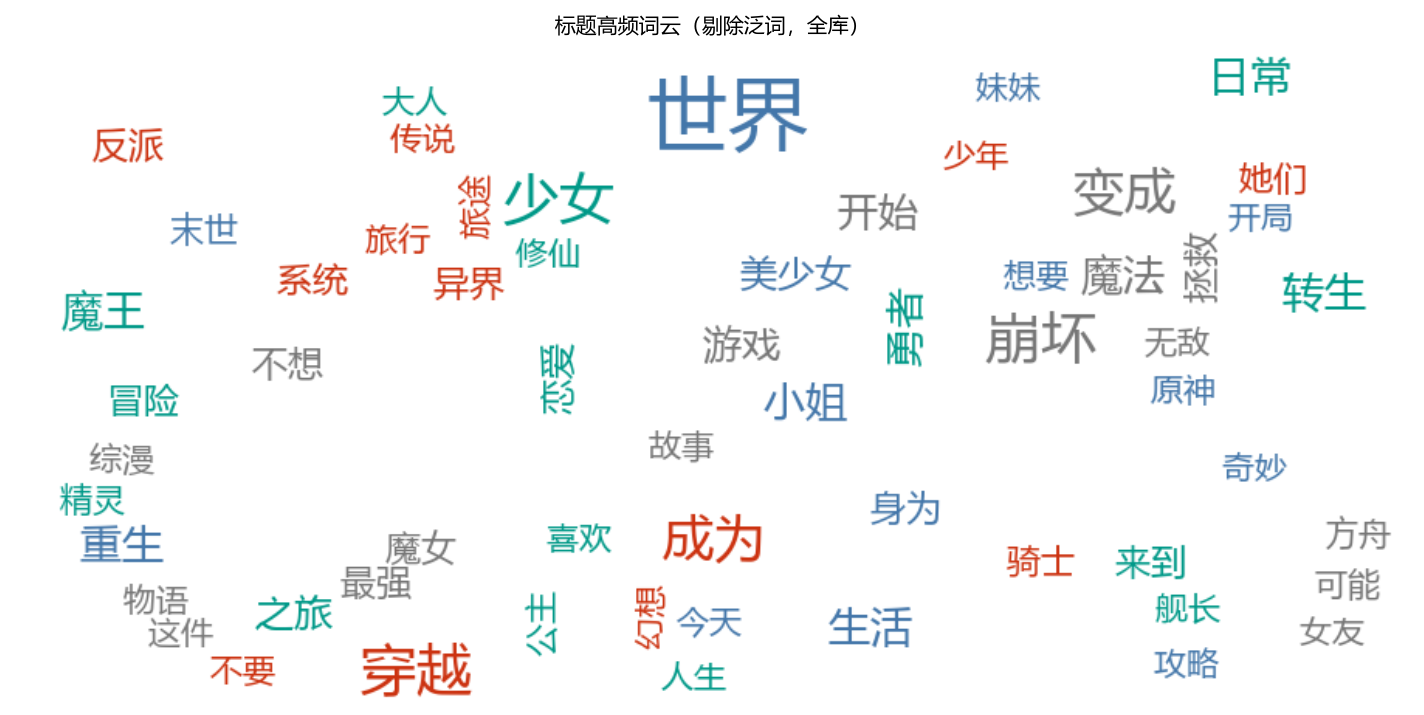 标题高频词云（剔除泛词，全库）
世界
妹妹
日常
大人
传说
反派
少年
变成
她们
开局
旅途
少女
开始
末世
旅行
修仙
系统
异界
美少女
想要
魔法
拯救
转生
魔王
勇者
崩坏
不想
游戏
无敌
恋爱
原神
冒险
小姐
故事
综漫
奇妙
精灵
身为
重生
魔女
喜欢
成为
方舟
骑士
来到
最强
可能
物语
之旅
公主
幻想
今天
生活
舰长
这件
女友
不要
穿越
人生
攻略